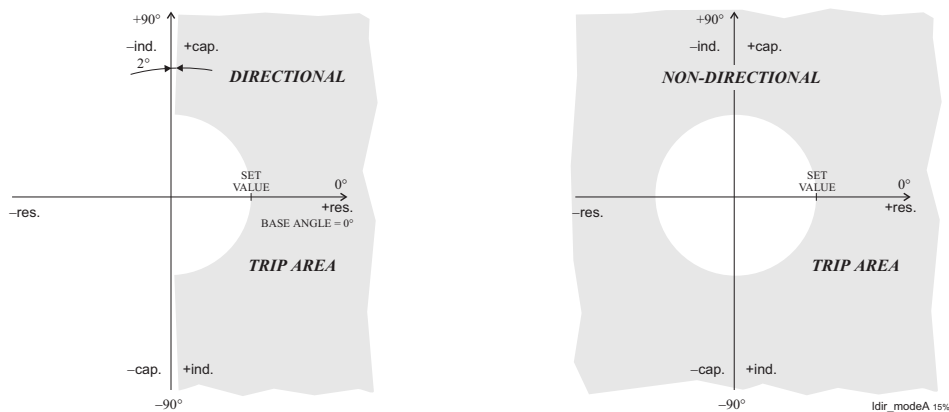 +90°
–ind. +cap.
2°
DIRECTIONAL
SET
VALUE
0°
–res.
+res.
BASE ANGLE = 0°
TRIP AREA
–cap. +ind.
–90°
+90°
–ind. +cap.
NON-DIRECTIONAL
SET
VALUE
0°
–res.
+res.
TRIP AREA
–cap. +ind.
–90°
ldir_modeA 15%